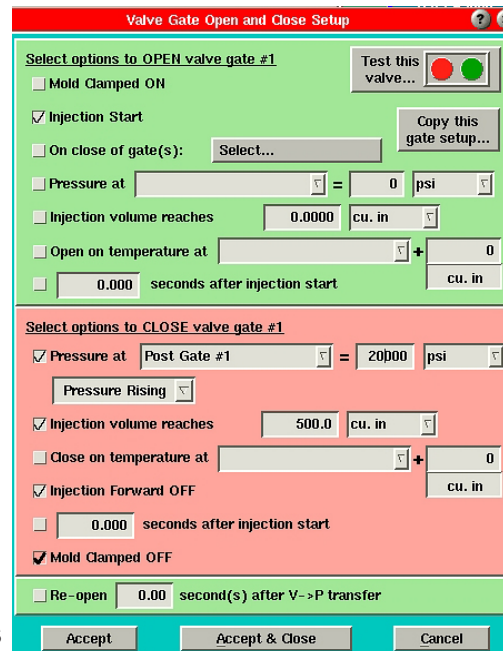 Valve Gate Open and Close Setup ?
Select options to OPEN valve gate #1
Test this
valve...
Mold Clamped ON
Injection Start
Copy this
gate setup...
On close of gate(s): Select...
Pressure at = 0 psi
Injection volume reaches 0.0000 cu. in
Open on temperature at + 0
cu. in
0.000 seconds after injection start
Select options to CLOSE valve gate #1
Pressure at Post Gate #1 = 20000 psi
Pressure Rising
Injection volume reaches 500.0 cu. in
Close on temperature at + 0
cu. in
Injection Forward OFF
0.000 seconds after injection start
Mold Clamped OFF
Re-open 0.00 second(s) after V->P transfer
Accept Accept & Close Cancel